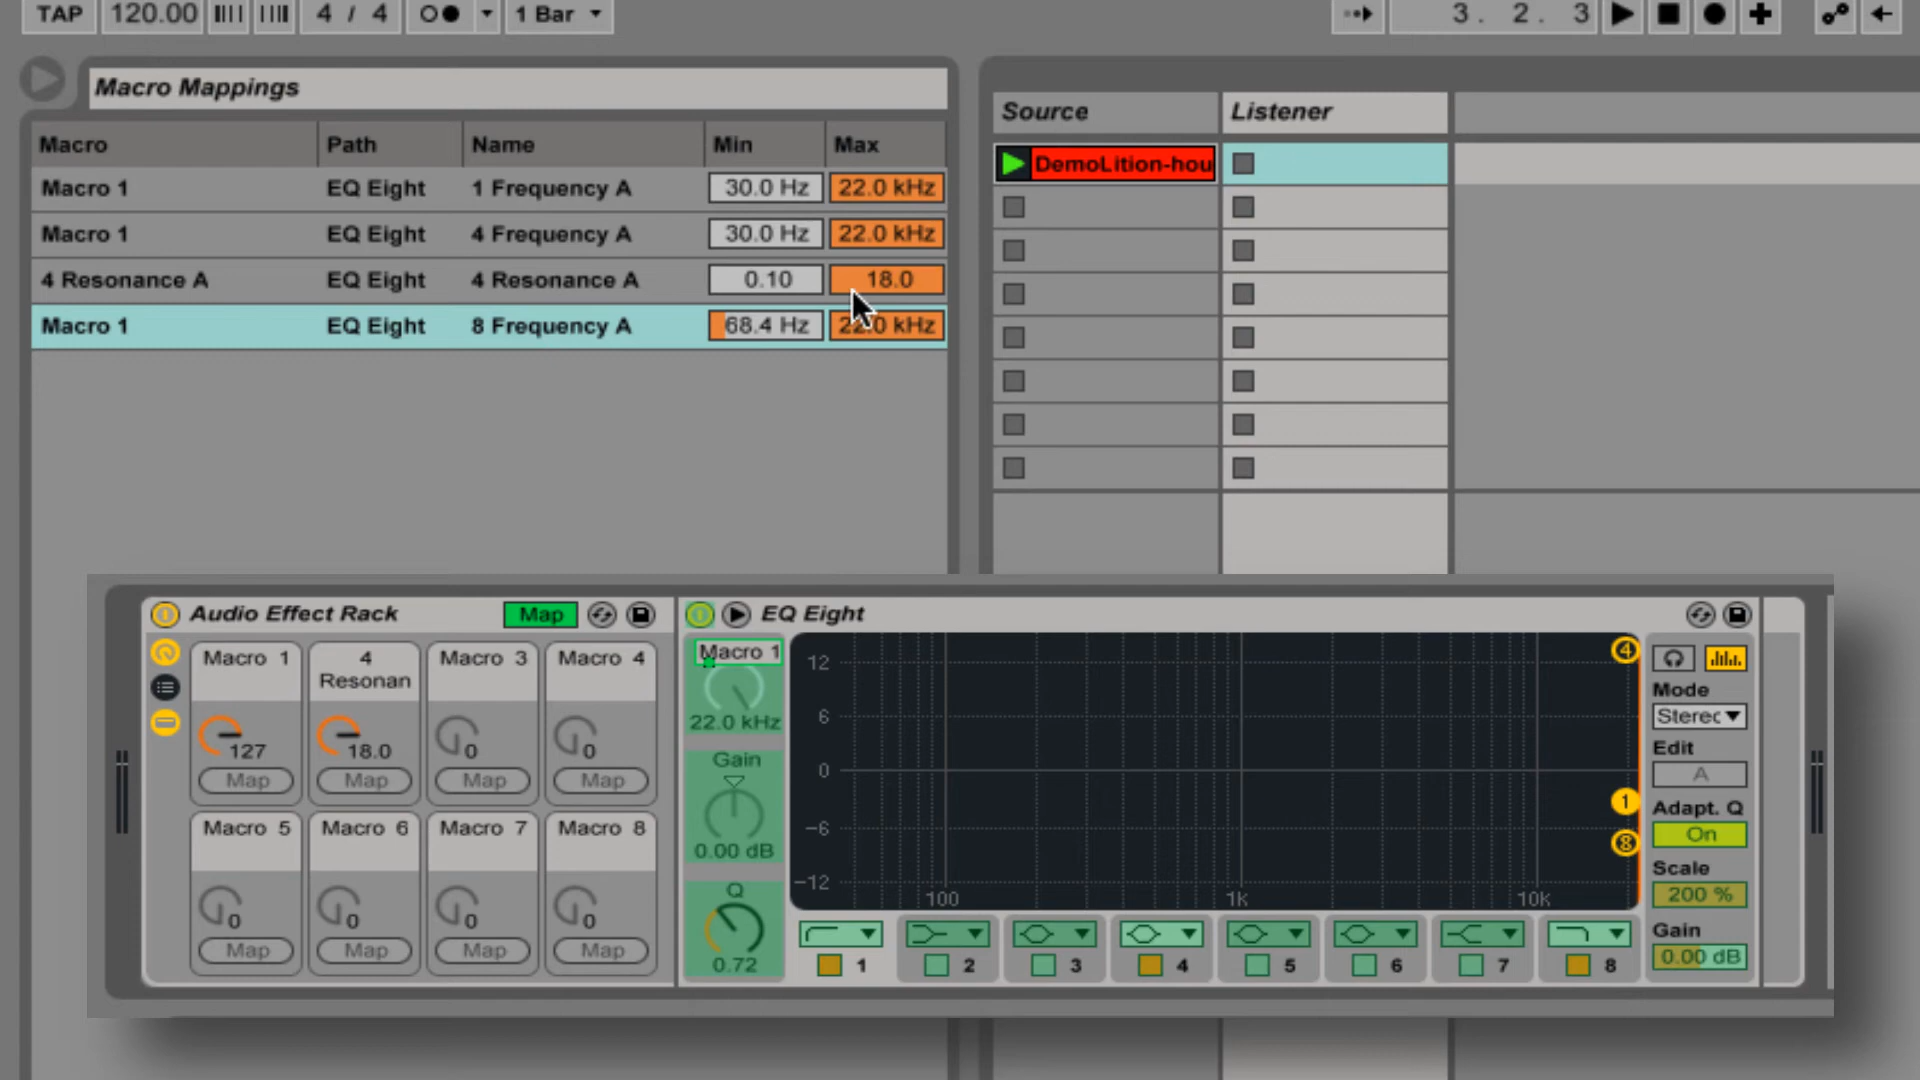 TAP 120.00 4 / 4 1 Bar 3. 2. 3
Macro Mappings
Macro Path Name Min Max
Macro 1 EQ Eight 1 Frequency A 30.0 Hz 22.0 kHz
Macro 1 EQ Eight 4 Frequency A 30.0 Hz 22.0 kHz
4 Resonance A EQ Eight 4 Resonance A 0.10 18.0
Macro 1 EQ Eight 8 Frequency A 68.4 Hz 22.0 kHz
Source Listener
DemoLition-hou
Audio Effect Rack Map
Macro 1 4 Resonan Macro 3 Macro 4
127 18.0 0 0
Map Map Map Map
Macro 5 Macro 6 Macro 7 Macro 8
0 0 0 0
Map Map Map Map
EQ Eight
Macro 1
22.0 kHz
Gain
0.00 dB
Q
0.72
12
6
0
-6
-12
100 1k 10k
4
1
8
1 2 3 4 5 6 7 8
Mode
Stereo
Edit
A
Adapt. Q
On
Scale
200 %
Gain
0.00 dB